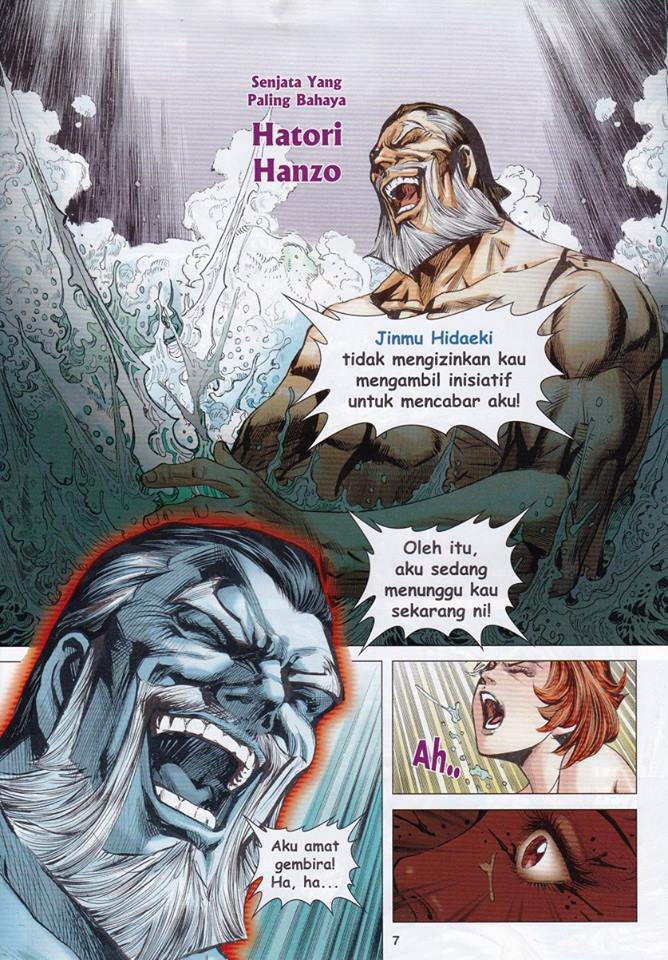 Senjata Yang
Paling Bahaya
Hatori
Hanzo
Jinmu Hidaeki
tidak mengizinkan kau
mengambil inisiatif
untuk mencabar aku!
Oleh itu,
aku sedang
menunggu kau
sekarang ni!
Ah..
Aku amat
gembira!
Ha, ha...
7